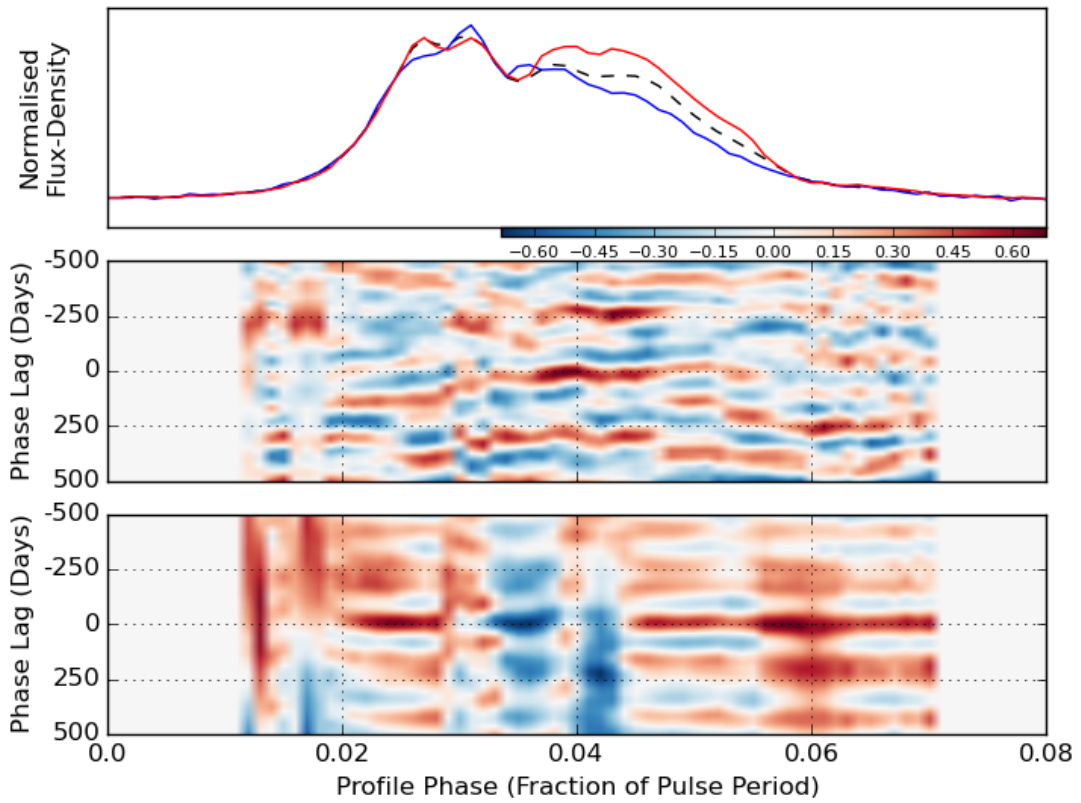 Normalised
Flux-Density
−0.60 −0.45 −0.30 −0.15 0.00 0.15 0.30 0.45 0.60
Phase Lag (Days)
-500
-250
0
250
500
Phase Lag (Days)
-500
-250
0
250
500
0.0 0.02 0.04 0.06 0.08
Profile Phase (Fraction of Pulse Period)